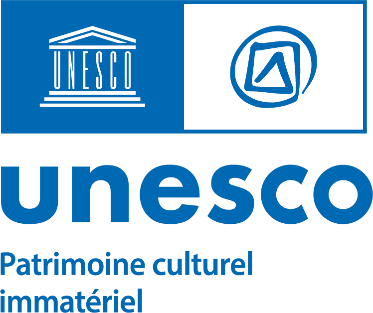 UNESCO
unesco
Patrimoine culturel
immatériel